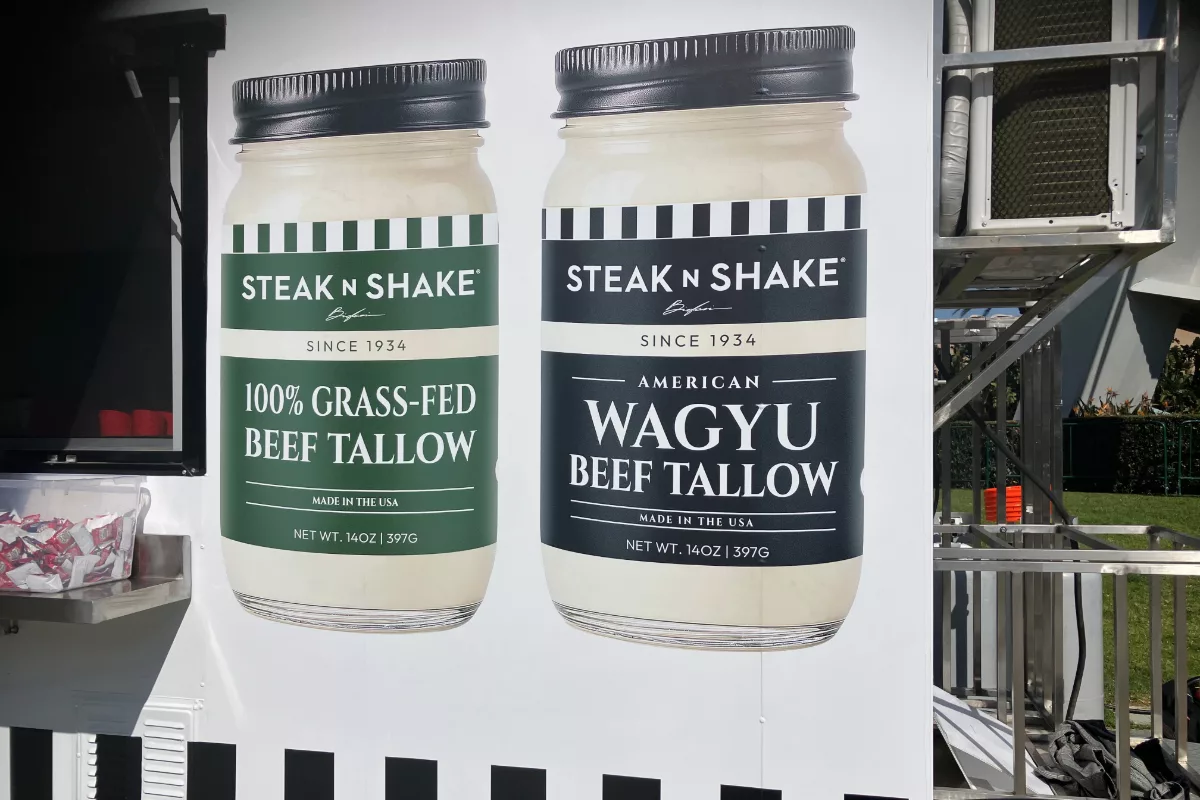 STEAK N SHAKE®
SINCE 1934
100% GRASS-FED
BEEF TALLOW
MADE IN THE USA
NET WT. 14OZ | 397G
STEAK N SHAKE®
SINCE 1934
AMERICAN
WAGYU
BEEF TALLOW
MADE IN THE USA
NET WT. 14OZ | 397G